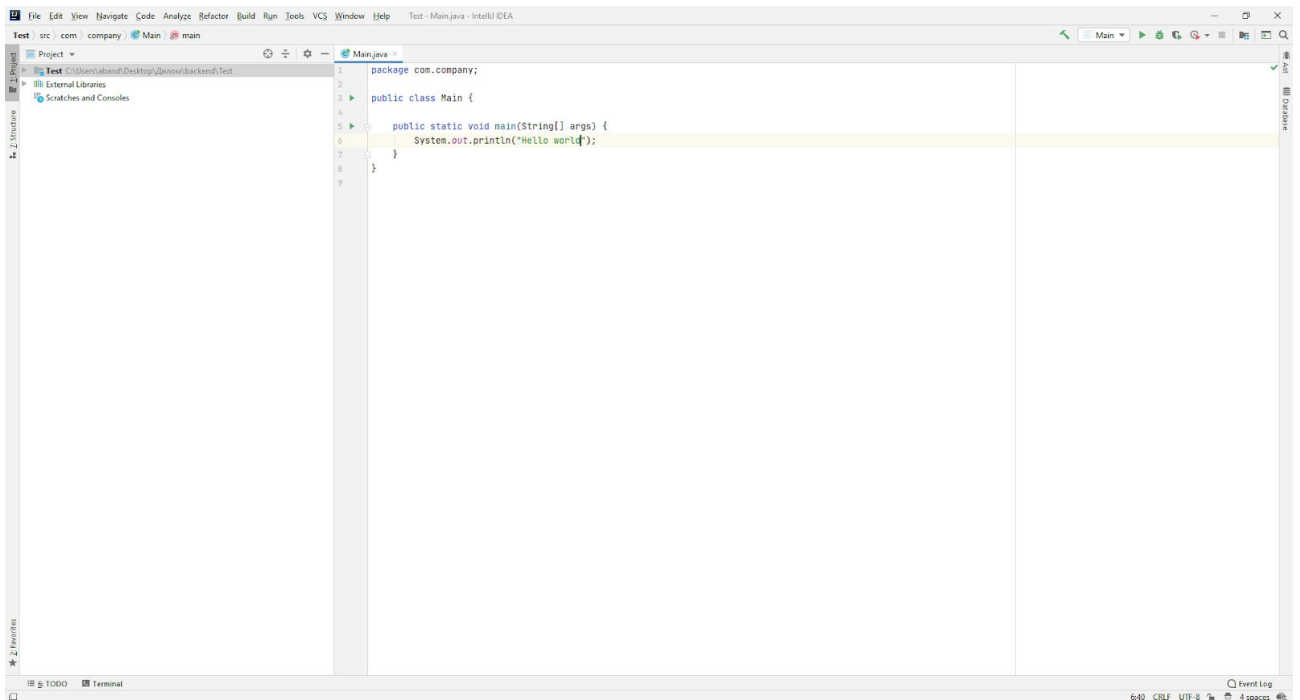 File Edit View Navigate Code Analyze Refactor Build Run Tools VCS Window Help Test - Main.java - IntelliJ IDEA
Test src com company Main main
Main
1: Project
Project
Main.java
Test C:\Users\aband\Desktop\Диплом\backend\Test
External Libraries
Scratches and Consoles
Z: Structure
1 package com.company;
2
3 public class Main {
4
5 public static void main(String[] args) {
6 System.out.println("Hello world");
7 }
8 }
9
Ant
Database
2: Favorites
6: TODO Terminal
Event Log
6:40 CRLF UTF-8 4 spaces